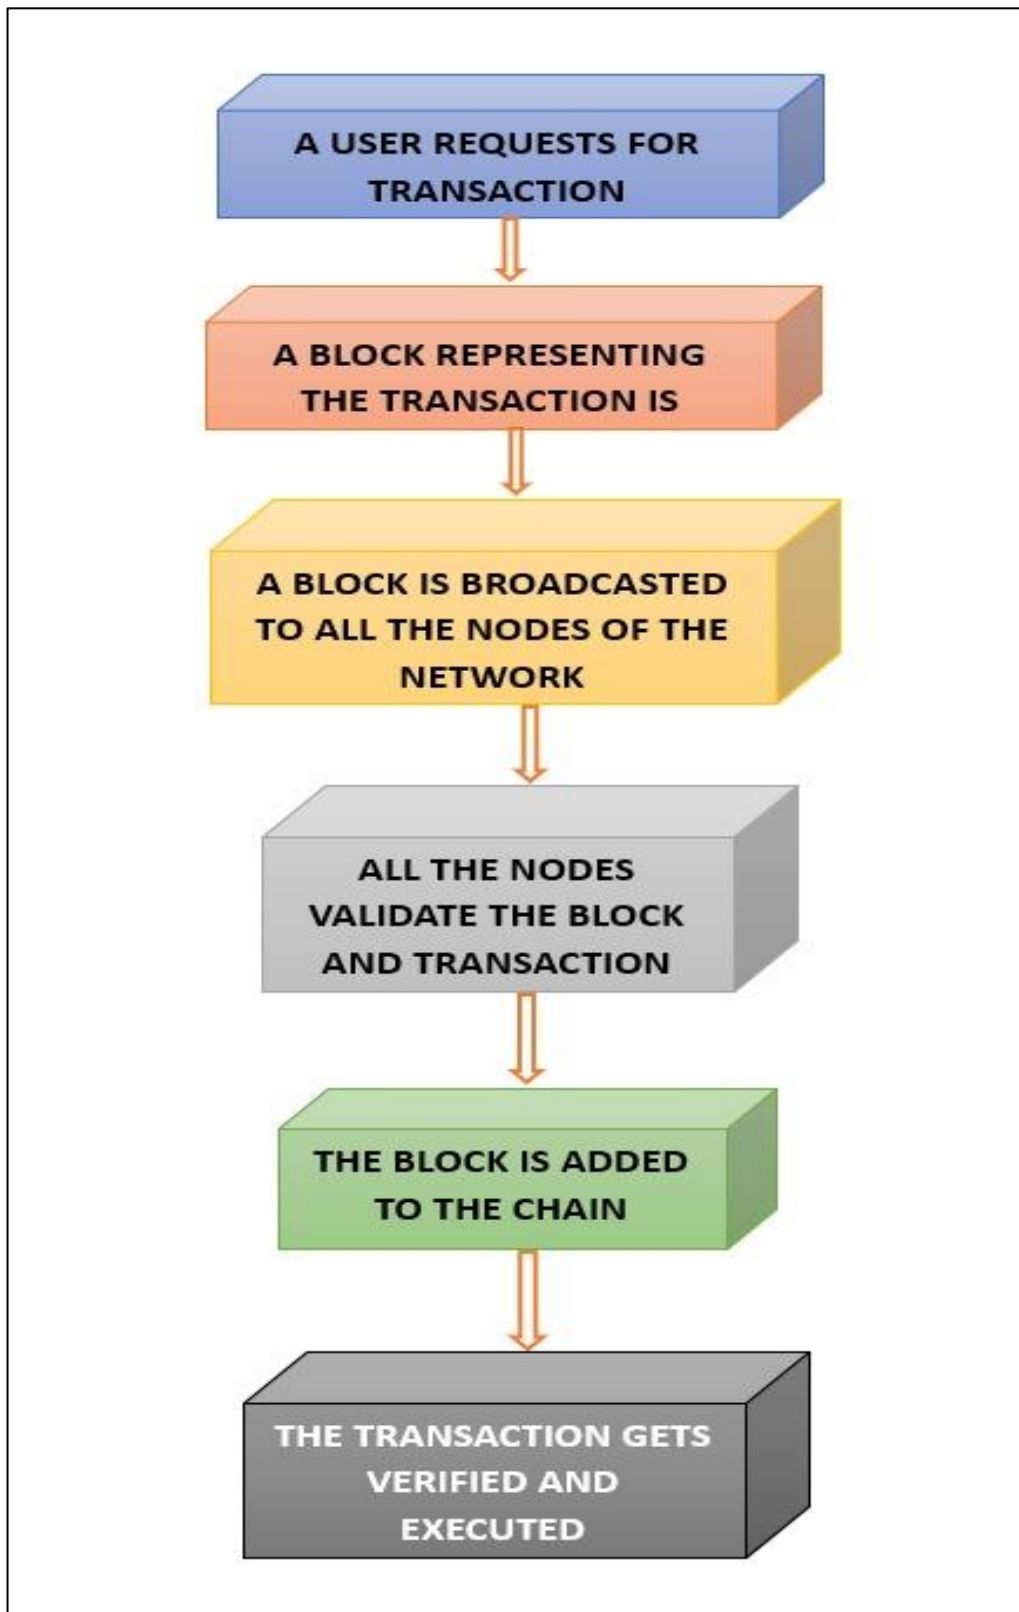 A USER REQUESTS FOR
TRANSACTION
A BLOCK REPRESENTING
THE TRANSACTION IS
A BLOCK IS BROADCASTED
TO ALL THE NODES OF THE
NETWORK
ALL THE NODES
VALIDATE THE BLOCK
AND TRANSACTION
THE BLOCK IS ADDED
TO THE CHAIN
THE TRANSACTION GETS
VERIFIED AND
EXECUTED